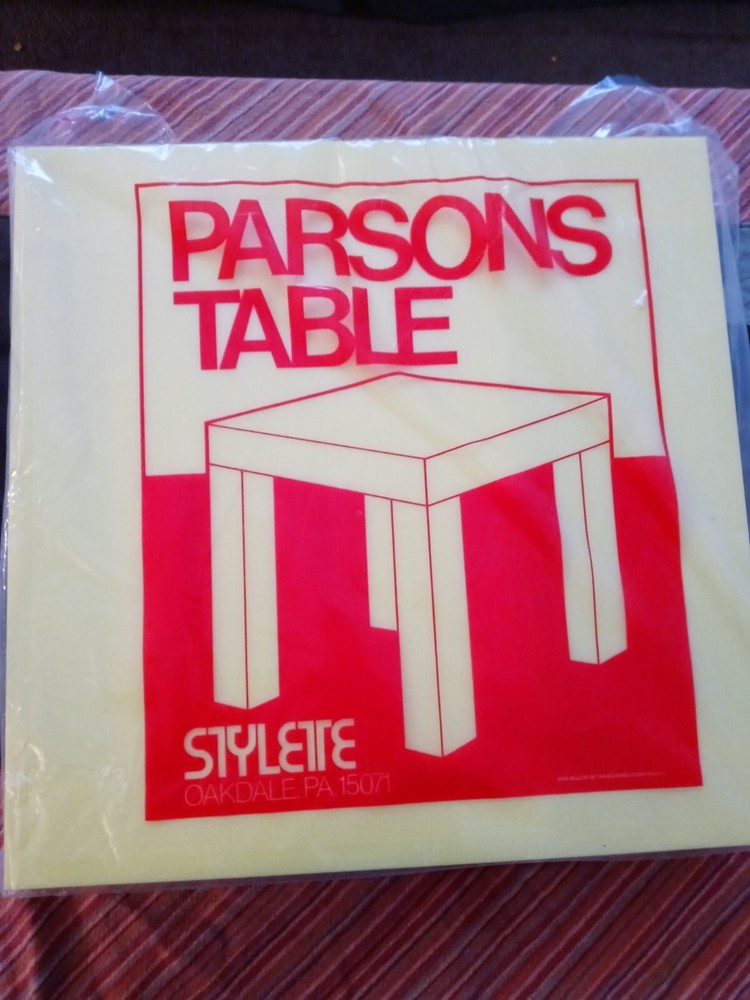 PARSONS
TABLE
STYLETTE
OAKDALE, PA. 15071